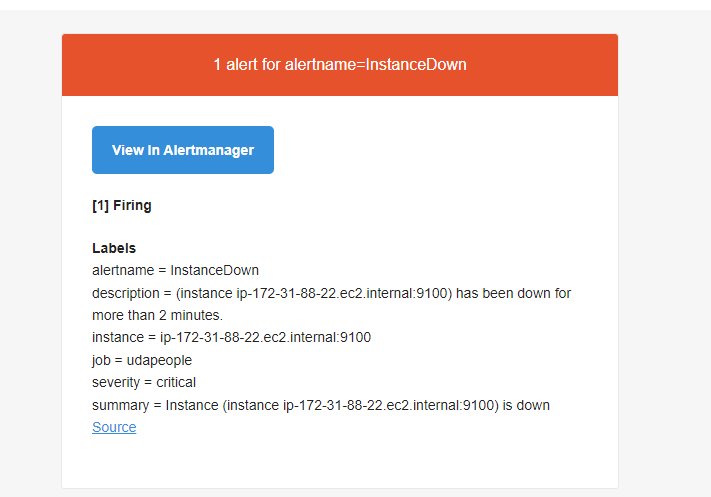 1 alert for alertname=InstanceDown
View In Alertmanager
[1] Firing
Labels
alertname = InstanceDown
description = (instance ip-172-31-88-22.ec2.internal:9100) has been down for
more than 2 minutes.
instance = ip-172-31-88-22.ec2.internal:9100
job = udapeople
severity = critical
summary = Instance (instance ip-172-31-88-22.ec2.internal:9100) is down
Source